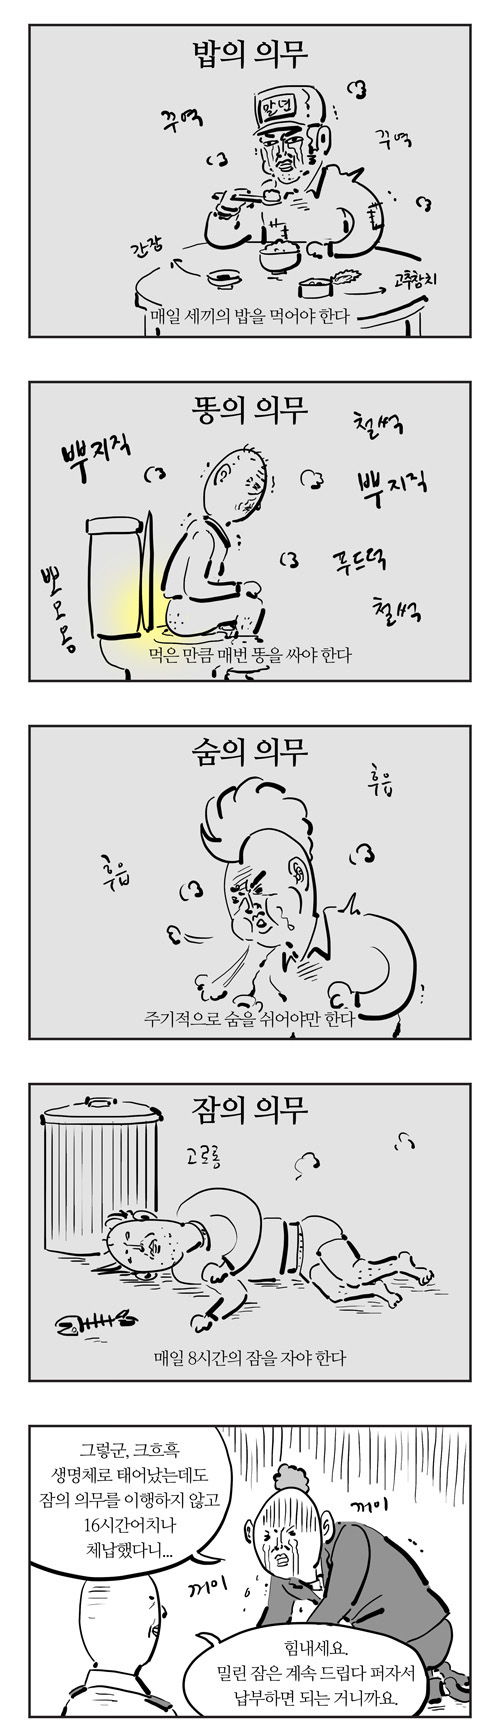 밥의 의무
말년
꾸역
꾸역
간장
고추참치
매일 세끼의 밥을 먹어야 한다
똥의 의무
철썩
뿌지직
뿌지직
푸드덕
뽀오옹
철썩
먹은 만큼 매번 똥을 싸야 한다
숨의 의무
후읍
후읍
주기적으로 숨을 쉬어야만 한다
잠의 의무
고르릉
매일 8시간의 잠을 자야 한다
그렇군, 크흐흑
생명체로 태어났는데도
잠의 의무를 이행하지 않고
16시간어치나
체납했다니...
꺼이
꺼이
힘내세요.
밀린 잠은 계속 드립다 퍼자서
납부하면 되는 거니까요.